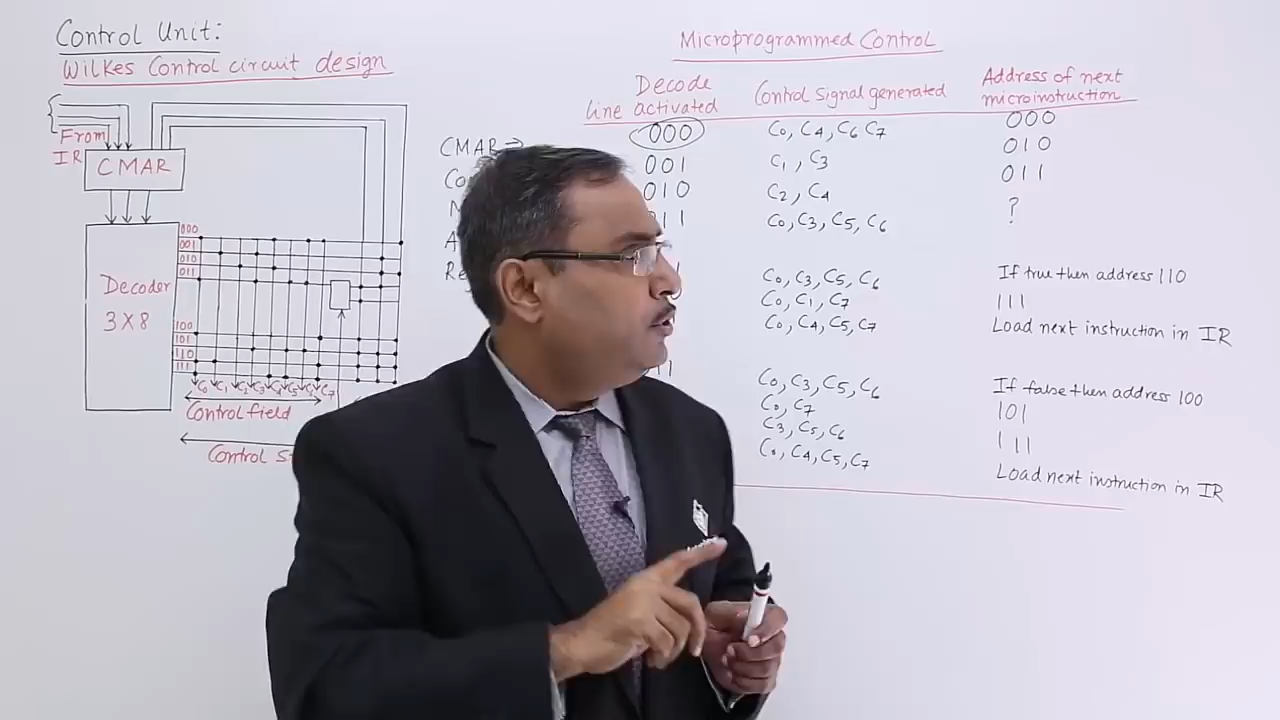 Control Unit:
Wilkes Control circuit design
From
IR
CMAR
Decoder
3X8
000
001
010
011
100
101
110
111
C0 C1 C2 C3 C4 C5 C6 C7
Control field
Control
Microprogrammed Control
Decode
Line activated
Control signal generated
Address of next
microinstruction
CMAR →
000 C0, C4, C6 C7 000
001 C1, C3 010
010 C2, C4 011
C0, C3, C5, C6 ?
C0, C3, C5, C6 If true then address 110
C0, C1, C7 111
C0, C4, C5, C7 Load next instruction in IR
C0, C3, C5, C6 If false then address 100
C0, C7 101
C3, C5, C6 111
C0, C4, C5, C7 Load next instruction in IR